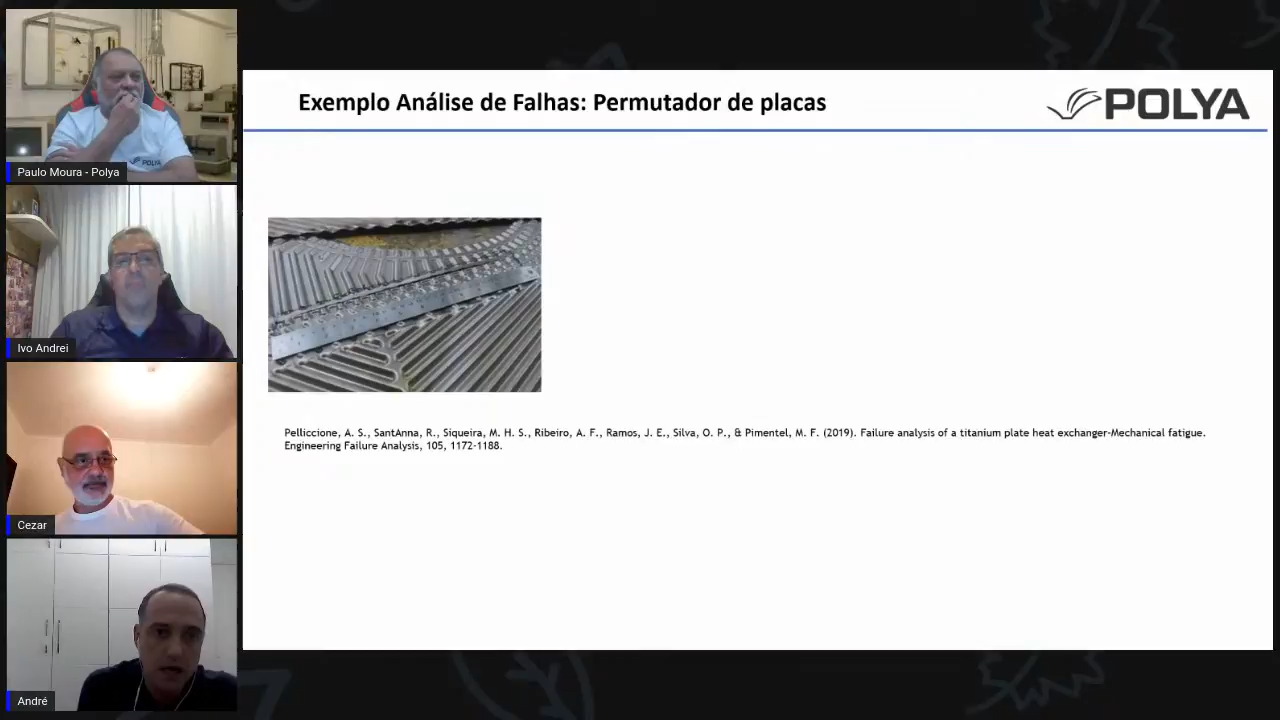 Exemplo Análise de Falhas: Permutador de placas
POLYA
Pelliccione, A. S., SantAnna, R., Siqueira, M. H. S., Ribeiro, A. F., Ramos, J. E., Silva, O. P., & Pimentel, M. F. (2019). Failure analysis of a titanium plate heat exchanger-Mechanical fatigue.
Engineering Failure Analysis, 105, 1172-1188.
POLYA
Paulo Moura - Polya
Ivo Andrei
Cezar
André